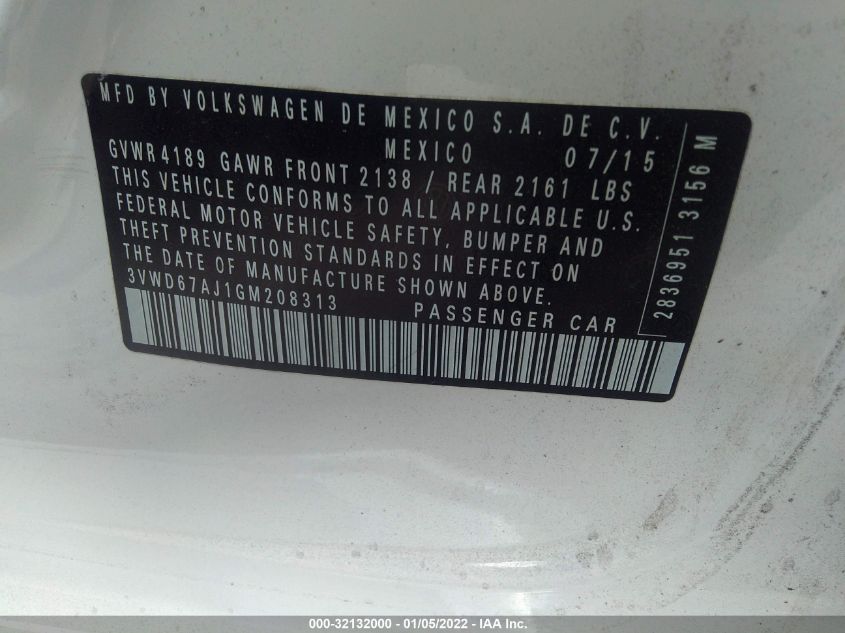 MFD BY VOLKSWAGEN DE MEXICO S.A. DE C.V.
MEXICO 07/15
GVWR4189 GAWR FRONT 2138 / REAR 2161 LBS
THIS VEHICLE CONFORMS TO ALL APPLICABLE U.S.
FEDERAL MOTOR VEHICLE SAFETY, BUMPER AND
THEFT PREVENTION STANDARDS IN EFFECT ON
THE DATE OF MANUFACTURE SHOWN ABOVE.
3VWD67AJ1GM208313 PASSENGER CAR
2836951 3156 M
000-32132000 - 01/05/2022 - IAA Inc.